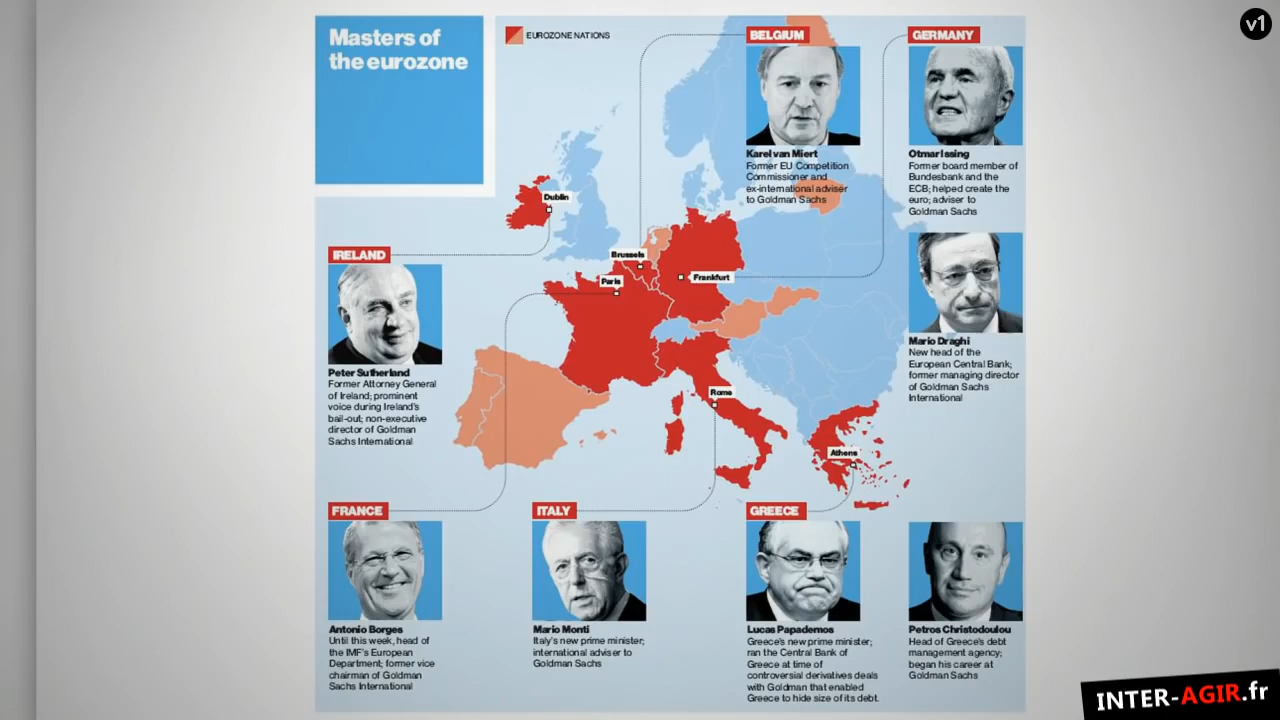 v1
Masters of
the eurozone
EUROZONE NATIONS
BELGIUM
Karel van Miert
Former EU Competition
Commissioner and
ex-international adviser
to Goldman Sachs
GERMANY
Otmar Issing
Former board member of
Bundesbank and the
ECB; helped create the
euro; adviser to
Goldman Sachs
Mario Draghi
New head of the
European Central Bank;
former managing director
of Goldman Sachs
International
Dublin
Brussels
Paris
Frankfurt
Rome
Athens
IRELAND
Peter Sutherland
Former Attorney General
of Ireland; prominent
voice during Ireland's
bail-out; non-executive
director of Goldman
Sachs International
FRANCE
Antonio Borges
Until this week, head of
the IMF's European
Department; former vice
chairman of Goldman
Sachs International
ITALY
Mario Monti
Italy's new prime minister;
international adviser to
Goldman Sachs
GREECE
Lucas Papademos
Greece's new prime minister;
ran the Central Bank of
Greece at time of
controversial derivatives deals
with Goldman that enabled
Greece to hide size of its debt.
Petros Christodoulou
Head of Greece's debt
management agency;
began his career at
Goldman Sachs
INTER-AGIR.fr